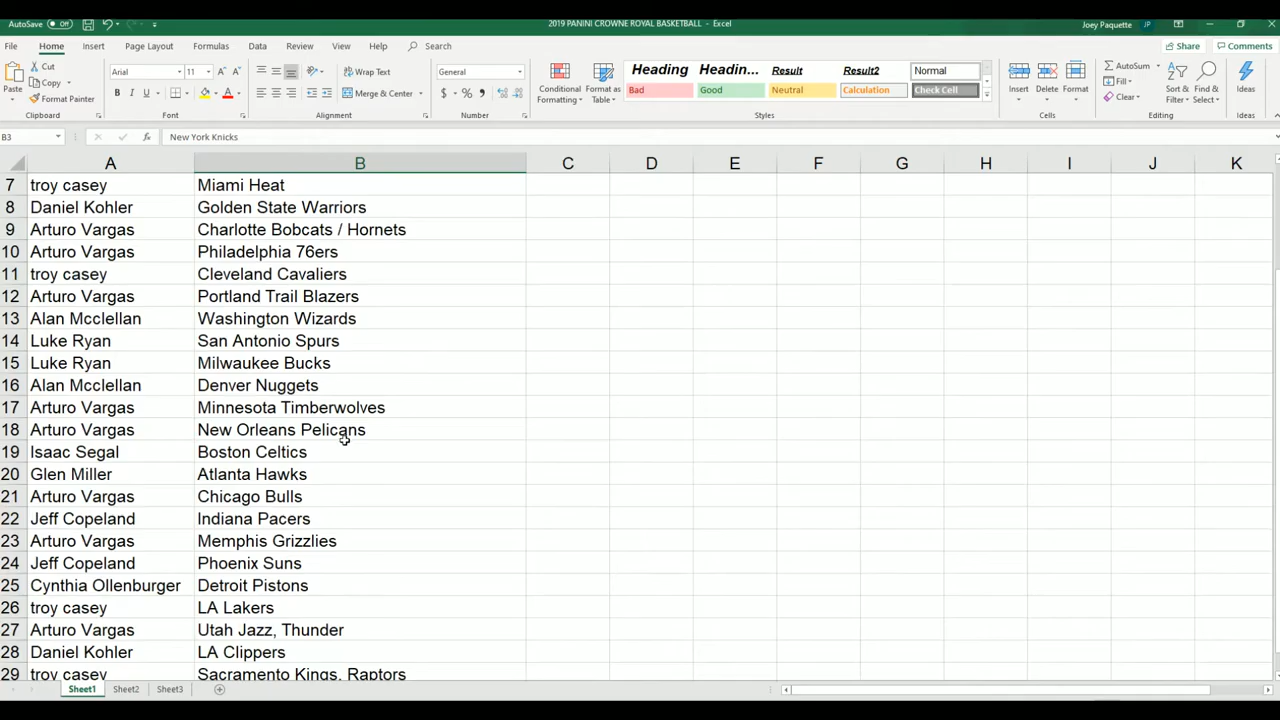 AutoSave Off 2019 PANINI CROWNE ROYAL BASKETBALL – Excel Joey Paquette JP
File Home Insert Page Layout Formulas Data Review View Help Search Share Comments
Paste Cut Copy Format Painter Clipboard
Arial 11 A A B I U A Font
Wrap Text Merge & Center Alignment
General $ % Number
Conditional Formatting Format as Table
Heading Headin... Result Result2 Normal
Bad Good Neutral Calculation Check Cell
Styles
Insert Delete Format Cells
AutoSum Fill Clear Sort & Filter Find & Select Editing
Ideas Ideas
B3 fx New York Knicks
A B C D E F G H I J K
7 troy casey Miami Heat
8 Daniel Kohler Golden State Warriors
9 Arturo Vargas Charlotte Bobcats / Hornets
10 Arturo Vargas Philadelphia 76ers
11 troy casey Cleveland Cavaliers
12 Arturo Vargas Portland Trail Blazers
13 Alan Mcclellan Washington Wizards
14 Luke Ryan San Antonio Spurs
15 Luke Ryan Milwaukee Bucks
16 Alan Mcclellan Denver Nuggets
17 Arturo Vargas Minnesota Timberwolves
18 Arturo Vargas New Orleans Pelicans
19 Isaac Segal Boston Celtics
20 Glen Miller Atlanta Hawks
21 Arturo Vargas Chicago Bulls
22 Jeff Copeland Indiana Pacers
23 Arturo Vargas Memphis Grizzlies
24 Jeff Copeland Phoenix Suns
25 Cynthia Ollenburger Detroit Pistons
26 troy casey LA Lakers
27 Arturo Vargas Utah Jazz, Thunder
28 Daniel Kohler LA Clippers
29 troy casey Sacramento Kings, Raptors
Sheet1 Sheet2 Sheet3